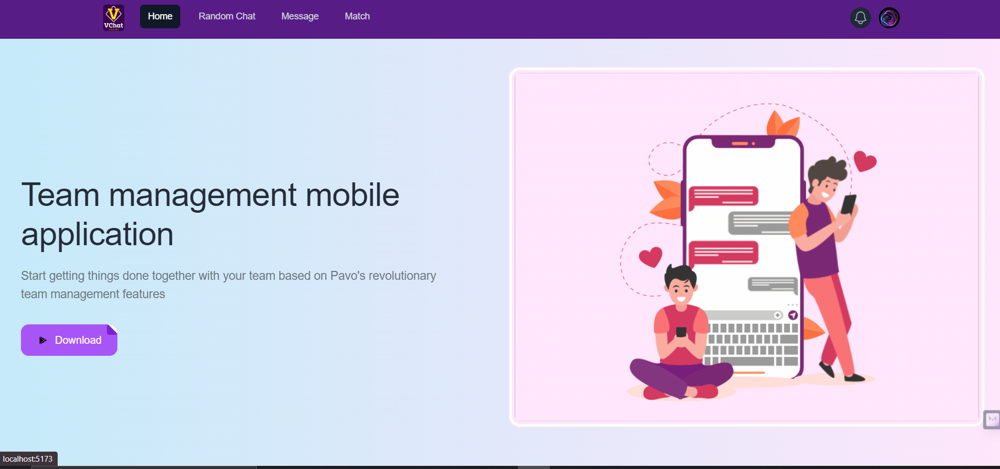 VChat
Home
Random Chat
Message
Match
Team management mobile
application
Start getting things done together with your team based on Pavo's revolutionary
team management features
Download
localhost:5173